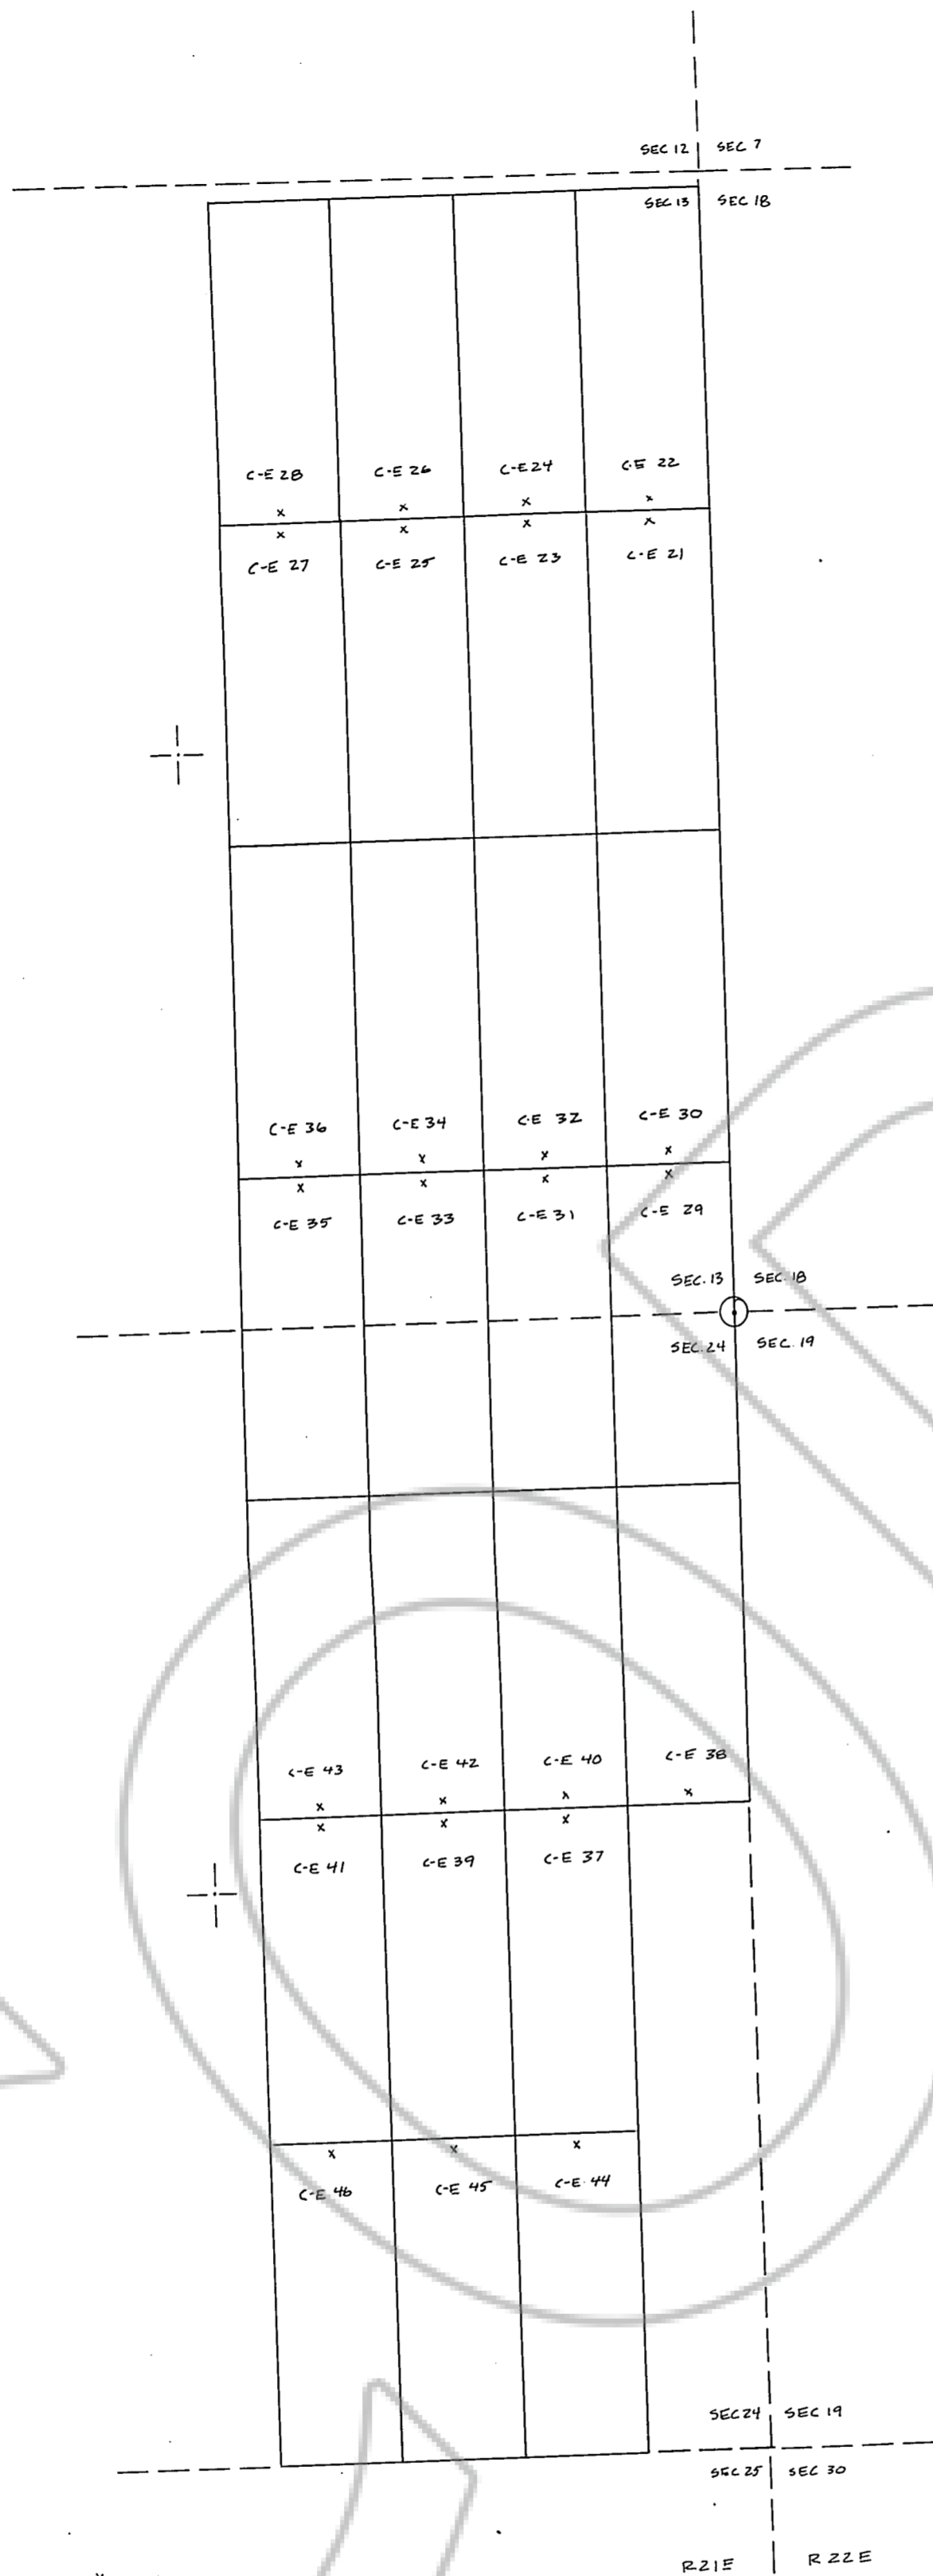 SEC 12 SEC 7
SEC 13 SEC 18
C-E 28 C-E 26 C-E 24 C-E 22
x x x x
x x x x
C-E 27 C-E 25 C-E 23 C-E 21
C-E 36 C-E 34 C-E 32 C-E 30
x x x x
x x x x
C-E 35 C-E 33 C-E 31 C-E 29
SEC. 13 SEC. 18
SEC. 24 SEC. 19
C-E 43 C-E 42 C-E 40 C-E 38
x x x x
x x x
C-E 41 C-E 39 C-E 37
x x x
C-E 46 C-E 45 C-E 44
SEC 24 SEC 19
SEC 25 SEC 30
R21E R22E